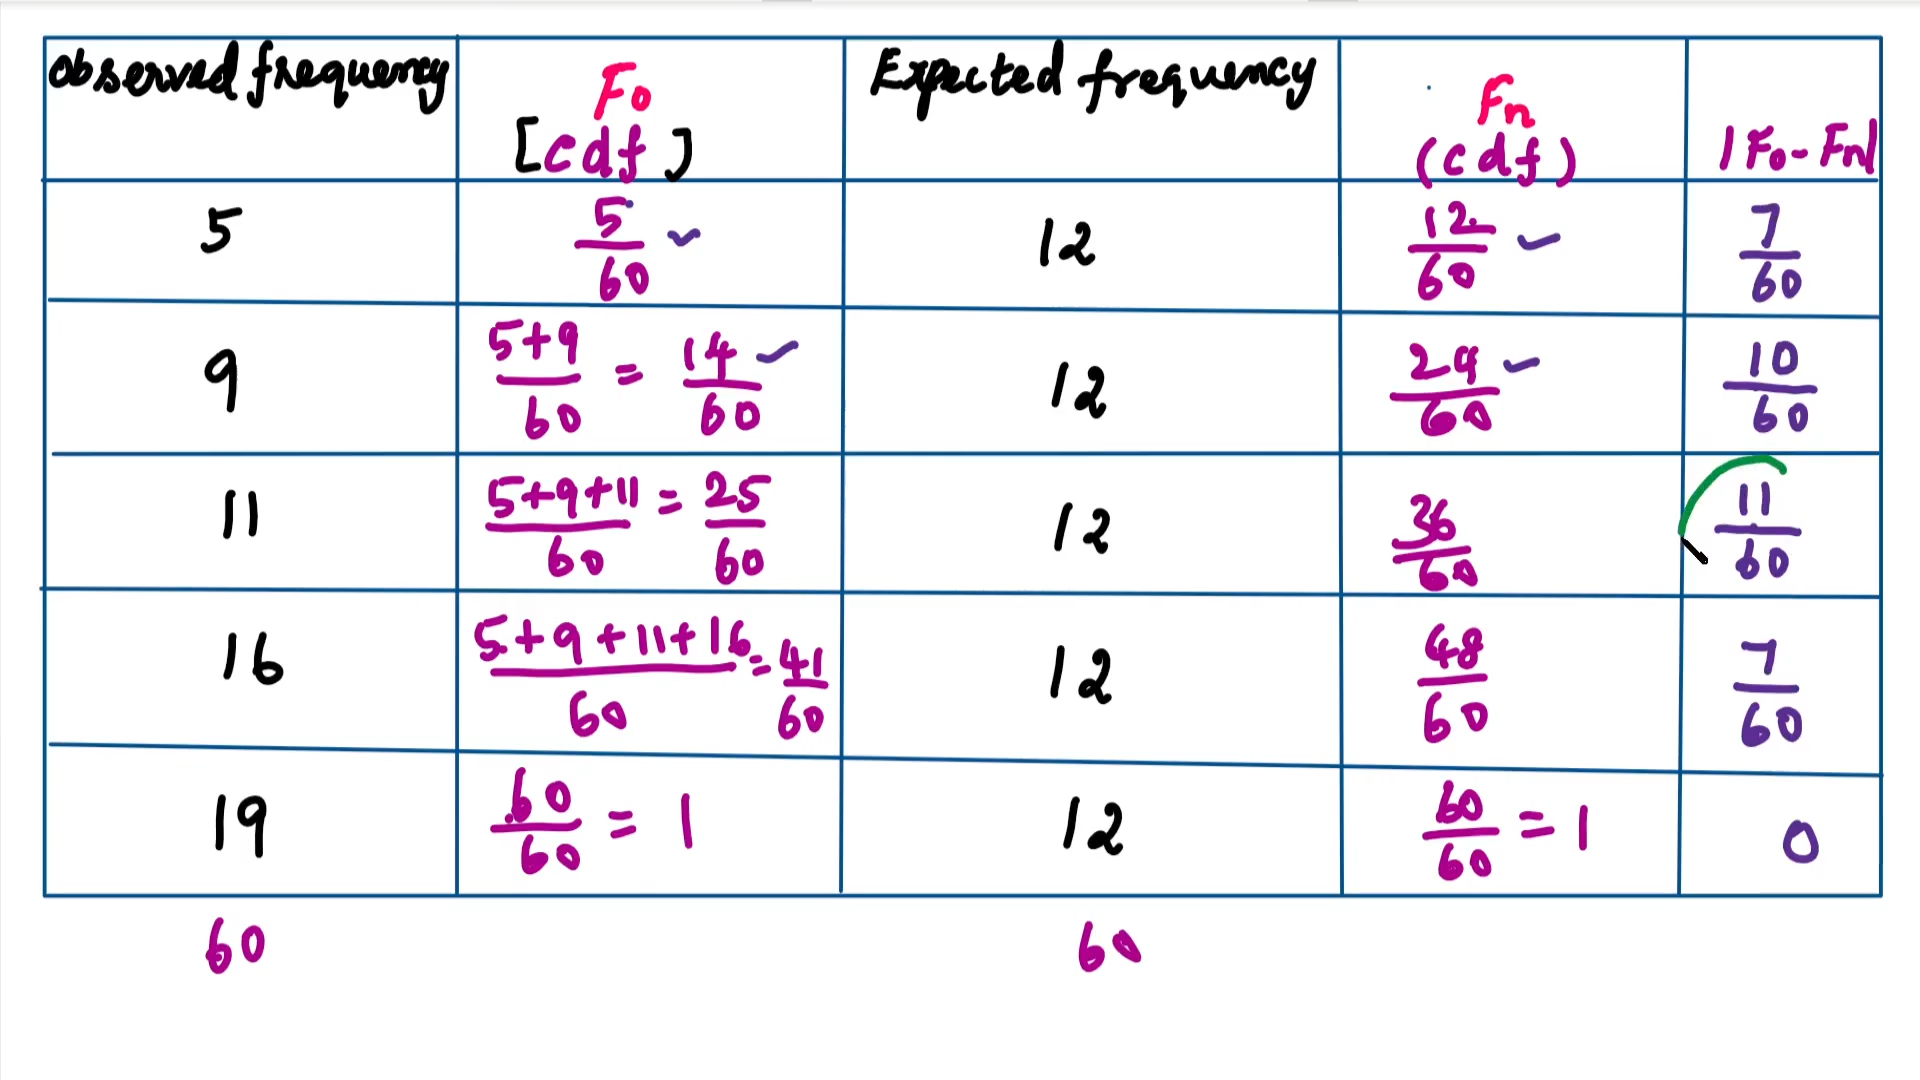 observed frequency Fo [cdf] Expected frequency Fn (cdf) |Fo-Fn|
5 5/60 12 12/60 7/60
9 5+9/60 = 14/60 12 24/60 10/60
11 5+9+11/60 = 25/60 12 36/60 11/60
16 5+9+11+16/60 = 41/60 12 48/60 7/60
19 60/60 = 1 12 60/60 = 1 0
60 60